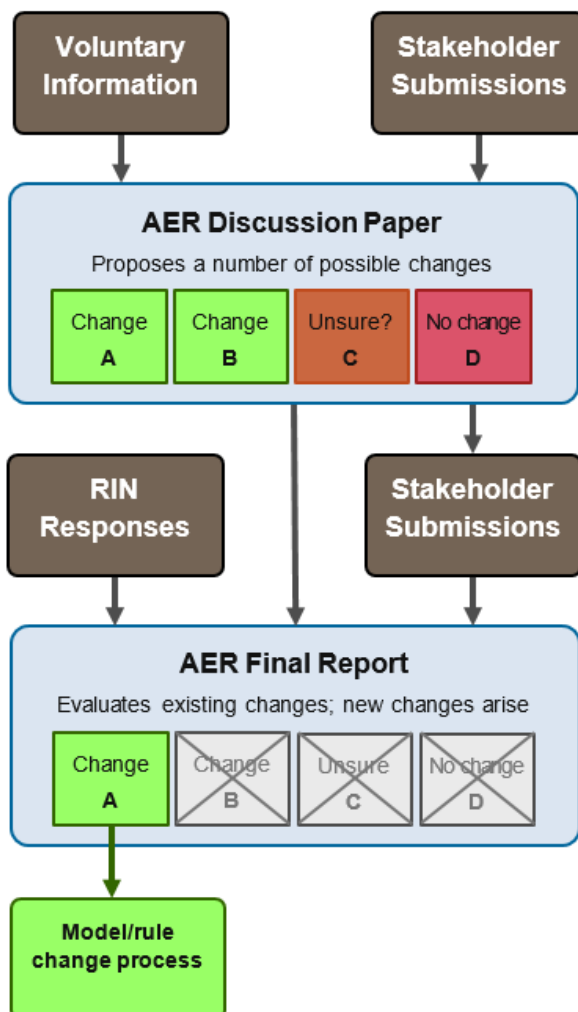 Voluntary
Information
Stakeholder
Submissions
AER Discussion Paper
Proposes a number of possible changes
Change
A
Change
B
Unsure?
C
No change
D
RIN
Responses
Stakeholder
Submissions
AER Final Report
Evaluates existing changes; new changes arise
Change
A
Change
B
Unsure
C
No change
D
Model/rule
change process